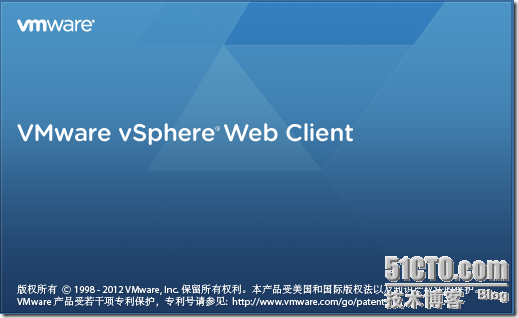 vmware®
VMware vSphere® Web Client
51CTO.com
版权所有 © 1998 - 2012 VMware, Inc. 保留所有权利。本产品受美国和国际版权法以及
技术博客 Blog
VMware 产品受若干项专利保护，专利号请参见: http://www.vmware.com/go/patent